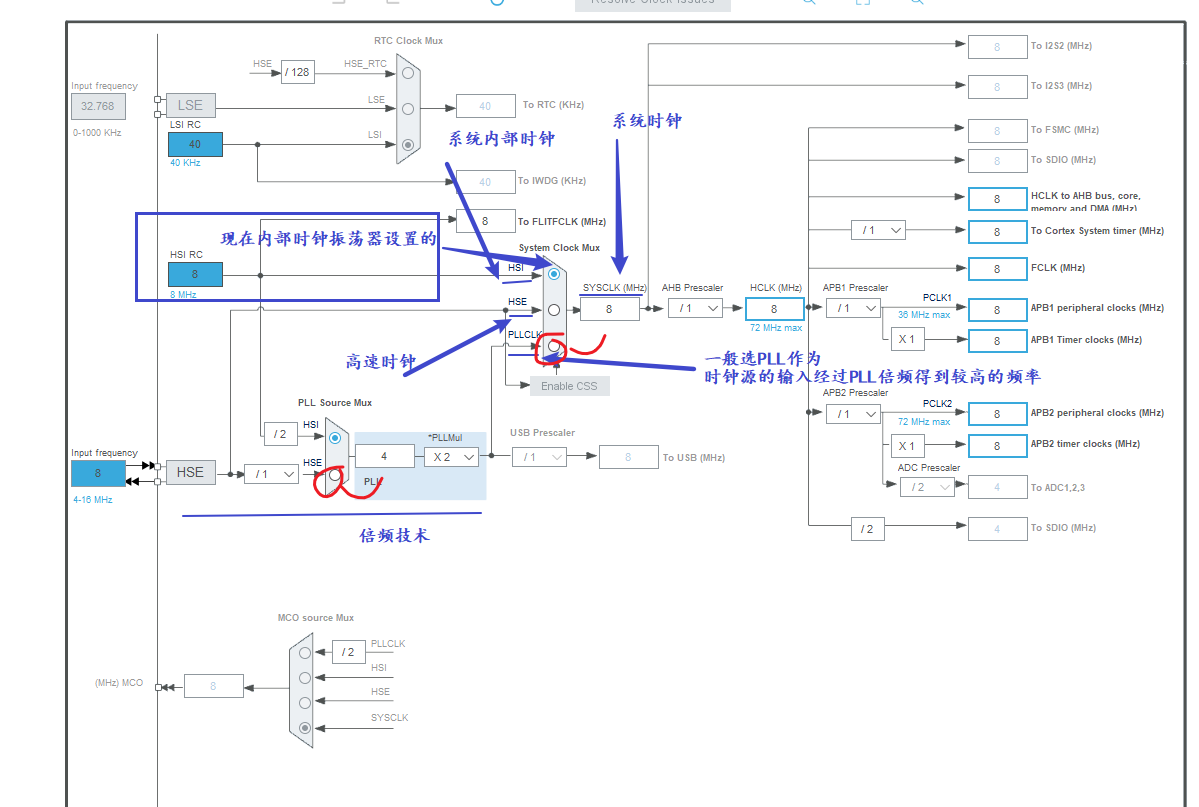 Resolve Clock Issues
RTC Clock Mux
HSE
/ 128
HSE_RTC
8
To I2S2 (MHz)
Input frequency
32.768
LSE
LSE
40
To RTC (KHz)
8
To I2S3 (MHz)
0-1000 KHz
LSI RC
40
LSI
40 KHz
系统内部时钟
系统时钟
8
To FSMC (MHz)
8
To SDIO (MHz)
40
To IWDG (KHz)
8
HCLK to AHB bus, core,
memory and DMA (MHz)
8
To FLITFCLK (MHz)
/ 1
8
To Cortex System timer (MHz)
现在内部时钟振荡器设置的
System Clock Mux
HSI RC
8
8 MHz
HSI
8
FCLK (MHz)
SYSCLK (MHz)
AHB Prescaler
HCLK (MHz)
APB1 Prescaler
HSE
8
/ 1
8
/ 1
PCLK1
36 MHz max
8
APB1 peripheral clocks (MHz)
72 MHz max
PLLCLK
X 1
8
APB1 Timer clocks (MHz)
高速时钟
一般选PLL作为
时钟源的输入经过PLL倍频得到较高的频率
Enable CSS
APB2 Prescaler
PLL Source Mux
/ 1
PCLK2
72 MHz max
8
APB2 peripheral clocks (MHz)
/ 2
HSI
*PLLMul
USB Prescaler
X 1
8
APB2 timer clocks (MHz)
Input frequency
8
HSE
/ 1
HSE
4
X 2
/ 1
8
To USB (MHz)
ADC Prescaler
/ 2
4
To ADC1,2,3
4-16 MHz
PLL
倍频技术
/ 2
4
To SDIO (MHz)
MCO source Mux
/ 2
PLLCLK
HSI
(MHz) MCO
8
HSE
SYSCLK